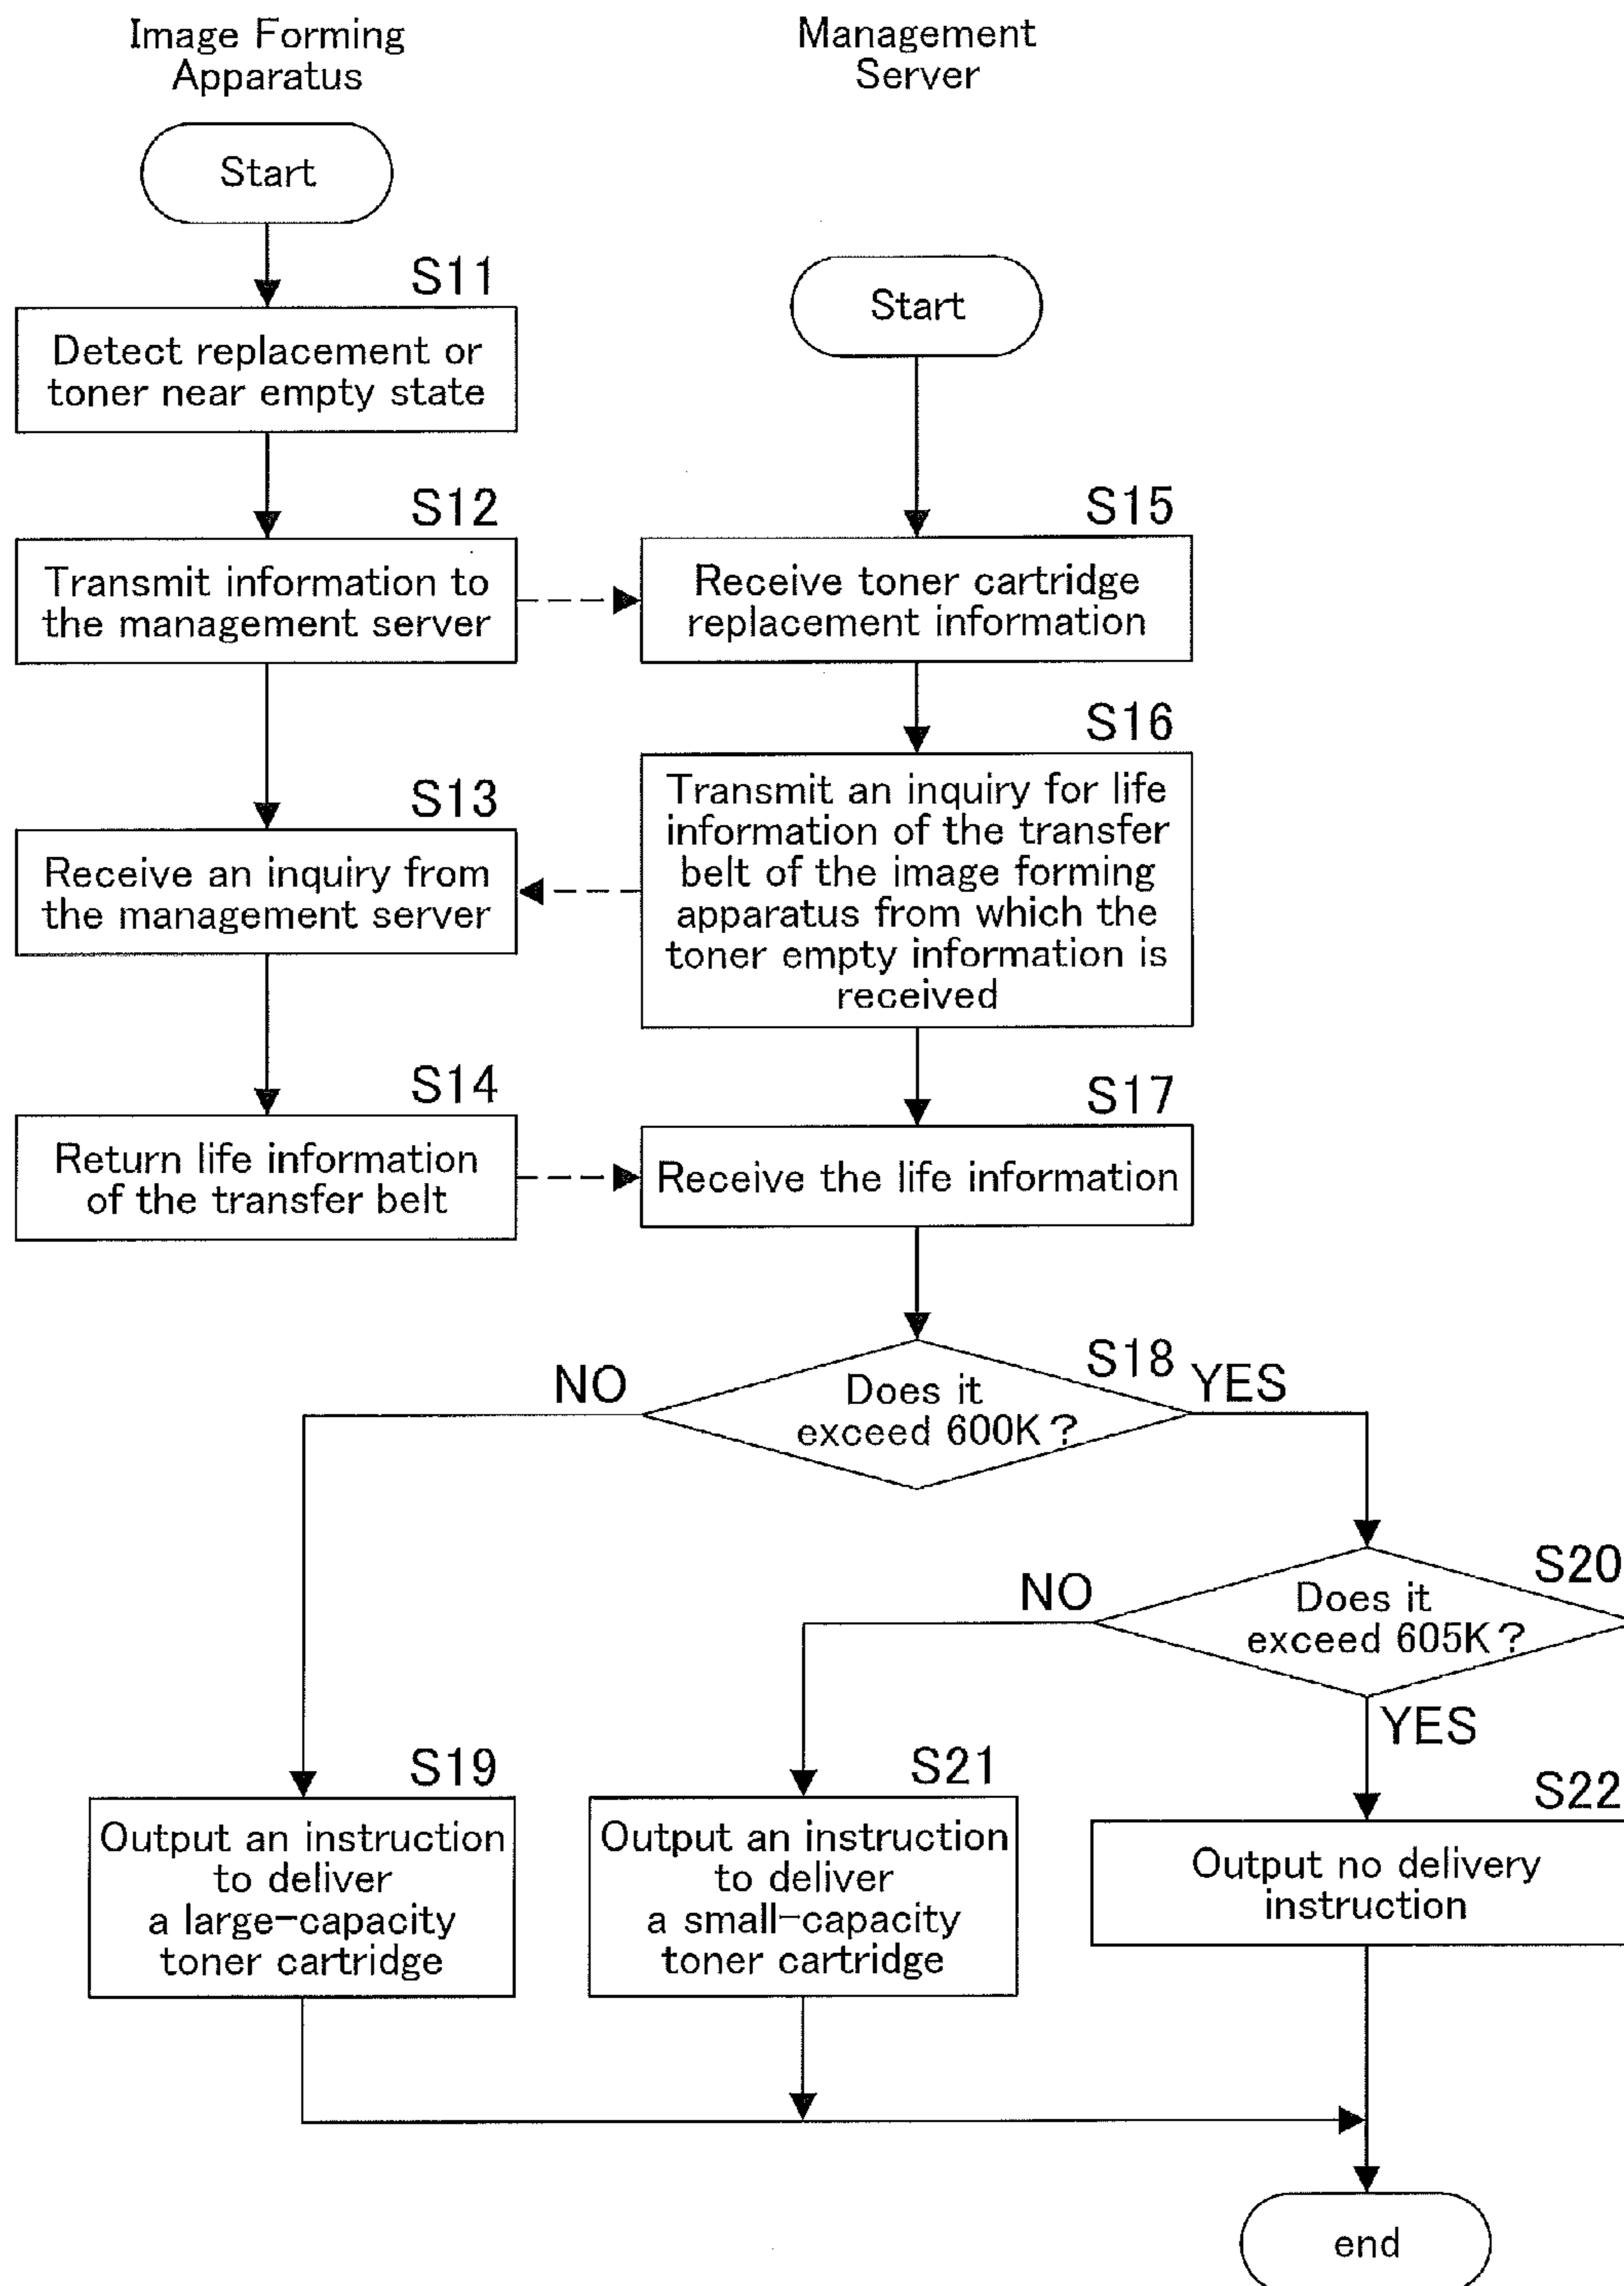 Image Forming
Apparatus
Management
Server
Start
S11
Detect replacement or
toner near empty state
Start
S12
Transmit information to
the management server
S15
Receive toner cartridge
replacement information
S16
Transmit an inquiry for life
information of the transfer
belt of the image forming
apparatus from which the
toner empty information is
received
S13
Receive an inquiry from
the management server
S14
Return life information
of the transfer belt
S17
Receive the life information
S18
Does it
exceed 600K?
NO
YES
S20
Does it
exceed 605K?
NO
YES
S19
Output an instruction
to deliver
a large-capacity
toner cartridge
S21
Output an instruction
to deliver
a small-capacity
toner cartridge
S22
Output no delivery
instruction
end